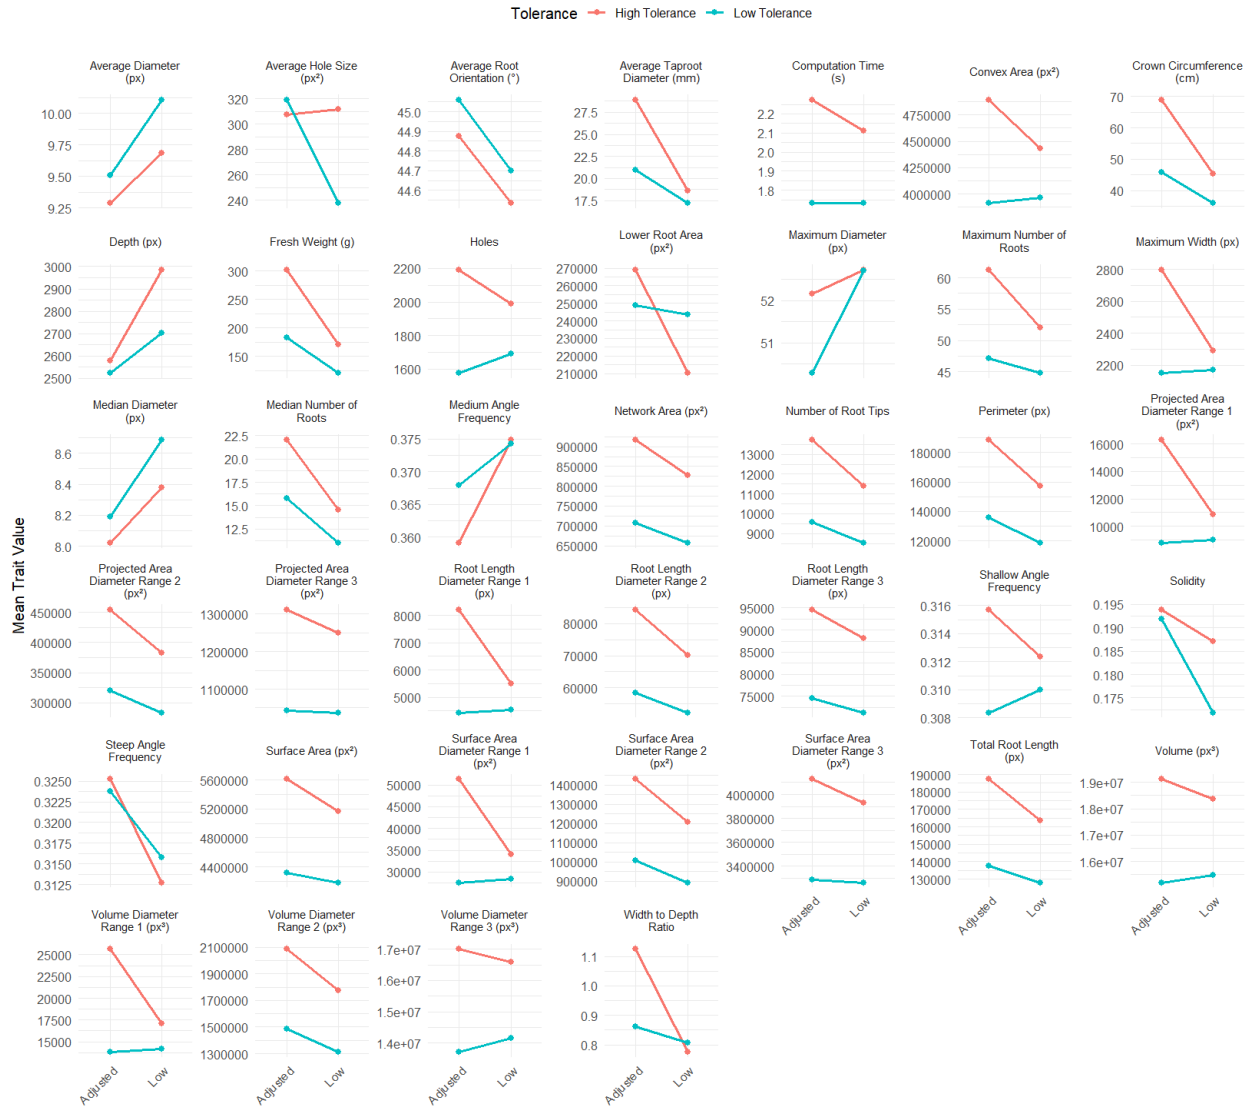 Tolerance High Tolerance Low Tolerance
Mean Trait Value
Average Diameter
(px)
10.00
9.75
9.50
9.25
Average Hole Size
(px²)
320
300
280
260
240
Average Root
Orientation (°)
45.0
44.9
44.8
44.7
44.6
Average Taproot
Diameter (mm)
27.5
25.0
22.5
20.0
17.5
Computation Time
(s)
2.2
2.1
2.0
1.9
1.8
Convex Area (px²)
4750000
4500000
4250000
4000000
Crown Circumference
(cm)
70
60
50
40
Depth (px)
3000
2900
2800
2700
2600
2500
Fresh Weight (g)
300
250
200
150
Holes
2200
2000
1800
1600
Lower Root Area
(px²)
270000
260000
250000
240000
230000
220000
210000
Maximum Diameter
(px)
52
51
Maximum Number of
Roots
60
55
50
45
Maximum Width (px)
2800
2600
2400
2200
Median Diameter
(px)
8.6
8.4
8.2
8.0
Median Number of
Roots
22.5
20.0
17.5
15.0
12.5
Medium Angle
Frequency
0.375
0.370
0.365
0.360
Network Area (px²)
900000
850000
800000
750000
700000
650000
Number of Root Tips
13000
12000
11000
10000
9000
Perimeter (px)
180000
160000
140000
120000
Projected Area
Diameter Range 1
(px²)
16000
14000
12000
10000
Projected Area
Diameter Range 2
(px²)
450000
400000
350000
300000
Projected Area
Diameter Range 3
(px²)
1300000
1200000
1100000
Root Length
Diameter Range 1
(px)
8000
7000
6000
5000
Root Length
Diameter Range 2
(px)
80000
70000
60000
Root Length
Diameter Range 3
(px)
95000
90000
85000
80000
75000
Shallow Angle
Frequency
0.316
0.314
0.312
0.310
0.308
Solidity
0.195
0.190
0.185
0.180
0.175
Steep Angle
Frequency
0.3250
0.3225
0.3200
0.3175
0.3150
0.3125
Surface Area (px²)
5600000
5200000
4800000
4400000
Surface Area
Diameter Range 1
(px²)
50000
45000
40000
35000
30000
Surface Area
Diameter Range 2
(px²)
1400000
1300000
1200000
1100000
1000000
900000
Surface Area
Diameter Range 3
(px²)
4000000
3800000
3600000
3400000
Adjusted Low
Total Root Length
(px)
190000
180000
170000
160000
150000
140000
130000
Adjusted Low
Volume (px³)
1.9e+07
1.8e+07
1.7e+07
1.6e+07
Adjusted Low
Volume Diameter
Range 1 (px³)
25000
22500
20000
17500
15000
Adjusted Low
Volume Diameter
Range 2 (px³)
2100000
1900000
1700000
1500000
1300000
Adjusted Low
Volume Diameter
Range 3 (px³)
1.7e+07
1.6e+07
1.5e+07
1.4e+07
Adjusted Low
Width to Depth
Ratio
1.1
1.0
0.9
0.8
Adjusted Low